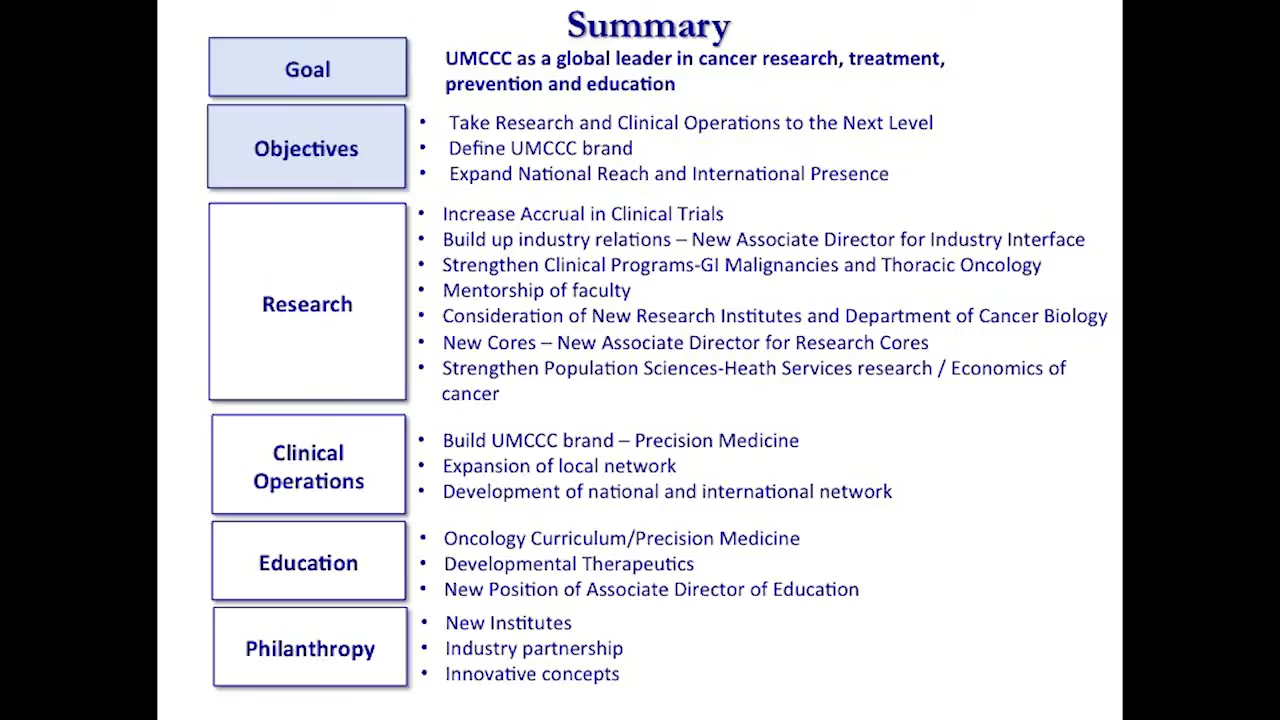 Summary
Goal
UMCCC as a global leader in cancer research, treatment,
prevention and education
Objectives
• Take Research and Clinical Operations to the Next Level
• Define UMCCC brand
• Expand National Reach and International Presence
Research
• Increase Accrual in Clinical Trials
• Build up industry relations – New Associate Director for Industry Interface
• Strengthen Clinical Programs-GI Malignancies and Thoracic Oncology
• Mentorship of faculty
• Consideration of New Research Institutes and Department of Cancer Biology
• New Cores – New Associate Director for Research Cores
• Strengthen Population Sciences-Heath Services research / Economics of
cancer
Clinical
Operations
• Build UMCCC brand – Precision Medicine
• Expansion of local network
• Development of national and international network
Education
• Oncology Curriculum/Precision Medicine
• Developmental Therapeutics
• New Position of Associate Director of Education
Philanthropy
• New Institutes
• Industry partnership
• Innovative concepts